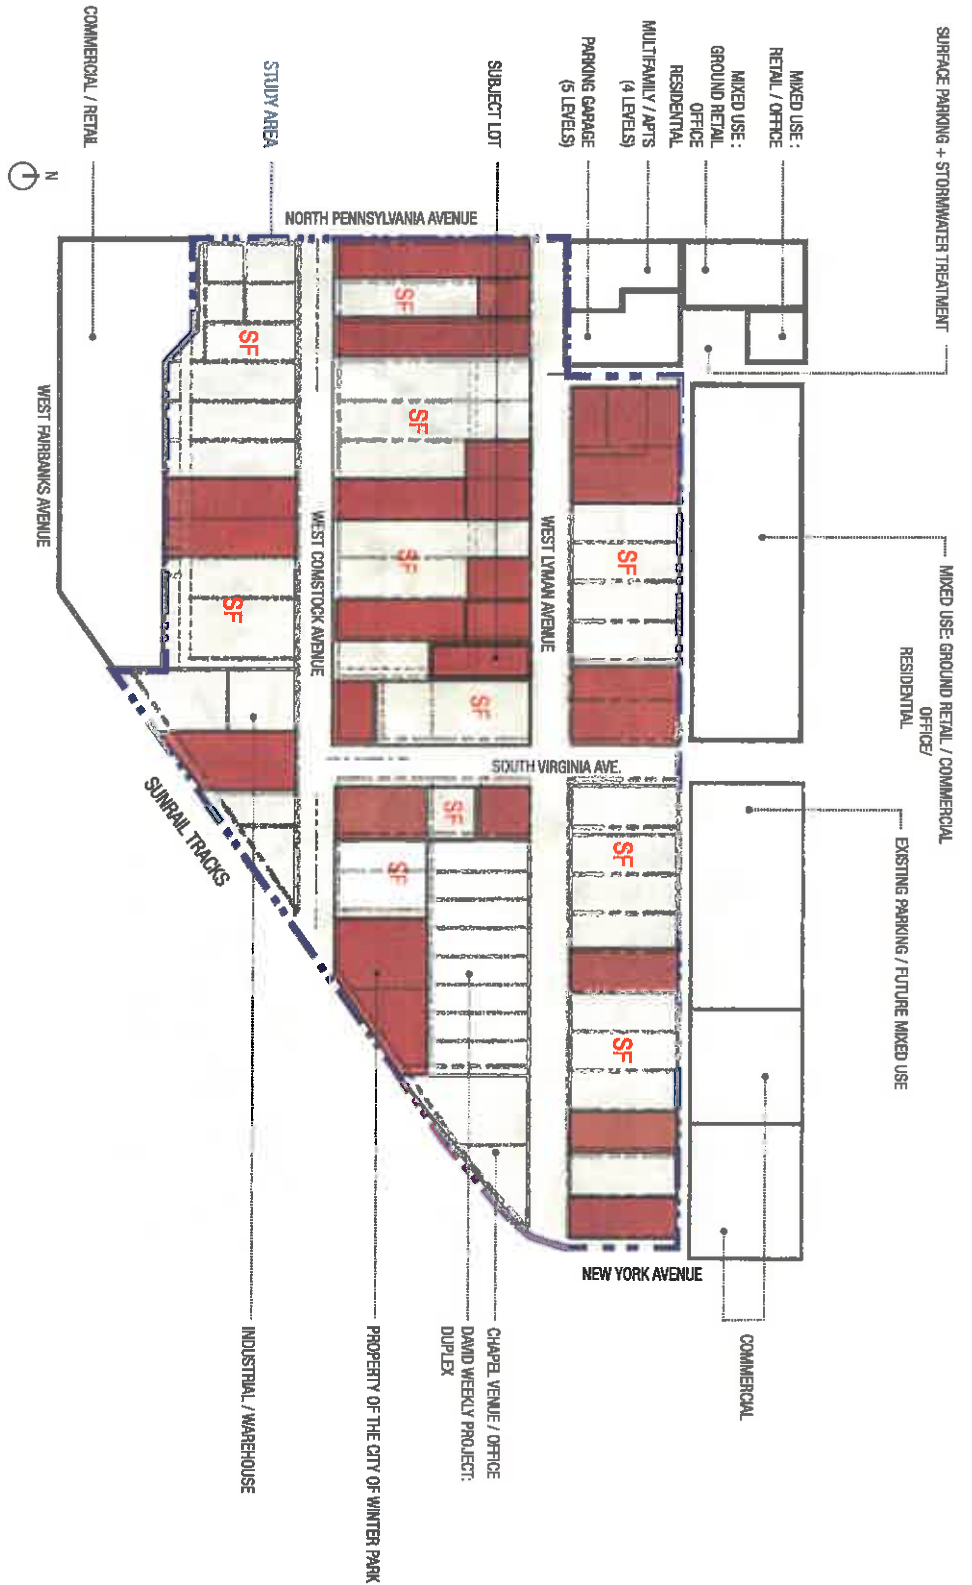 SURFACE PARKING + STORMWATER TREATMENT
MIXED USE :
RETAIL / OFFICE
MIXED USE :
GROUND RETAIL
OFFICE
RESIDENTIAL
MULTIFAMILY / APTS
(4 LEVELS)
PARKING GARAGE
(5 LEVELS)
SUBJECT LOT
STUDY AREA
COMMERCIAL / RETAIL
N
MIXED USE: GROUND RETAIL / COMMERCIAL
OFFICE/
RESIDENTIAL
EXISTING PARKING / FUTURE MIXED USE
COMMERCIAL
NORTH PENNSYLVANIA AVENUE
WEST LYMAN AVENUE
SOUTH VIRGINIA AVE.
WEST COMSTOCK AVENUE
WEST FAIRBANKS AVENUE
NEW YORK AVENUE
SUNRAIL TRACKS
SF
SF
SF
SF
SF
SF
SF
SF
SF
SF
SF
CHAPEL VENUE / OFFICE
DAVID WEEKLY PROJECT:
DUPLEX
PROPERTY OF THE CITY OF WINTER PARK
INDUSTRIAL / WAREHOUSE